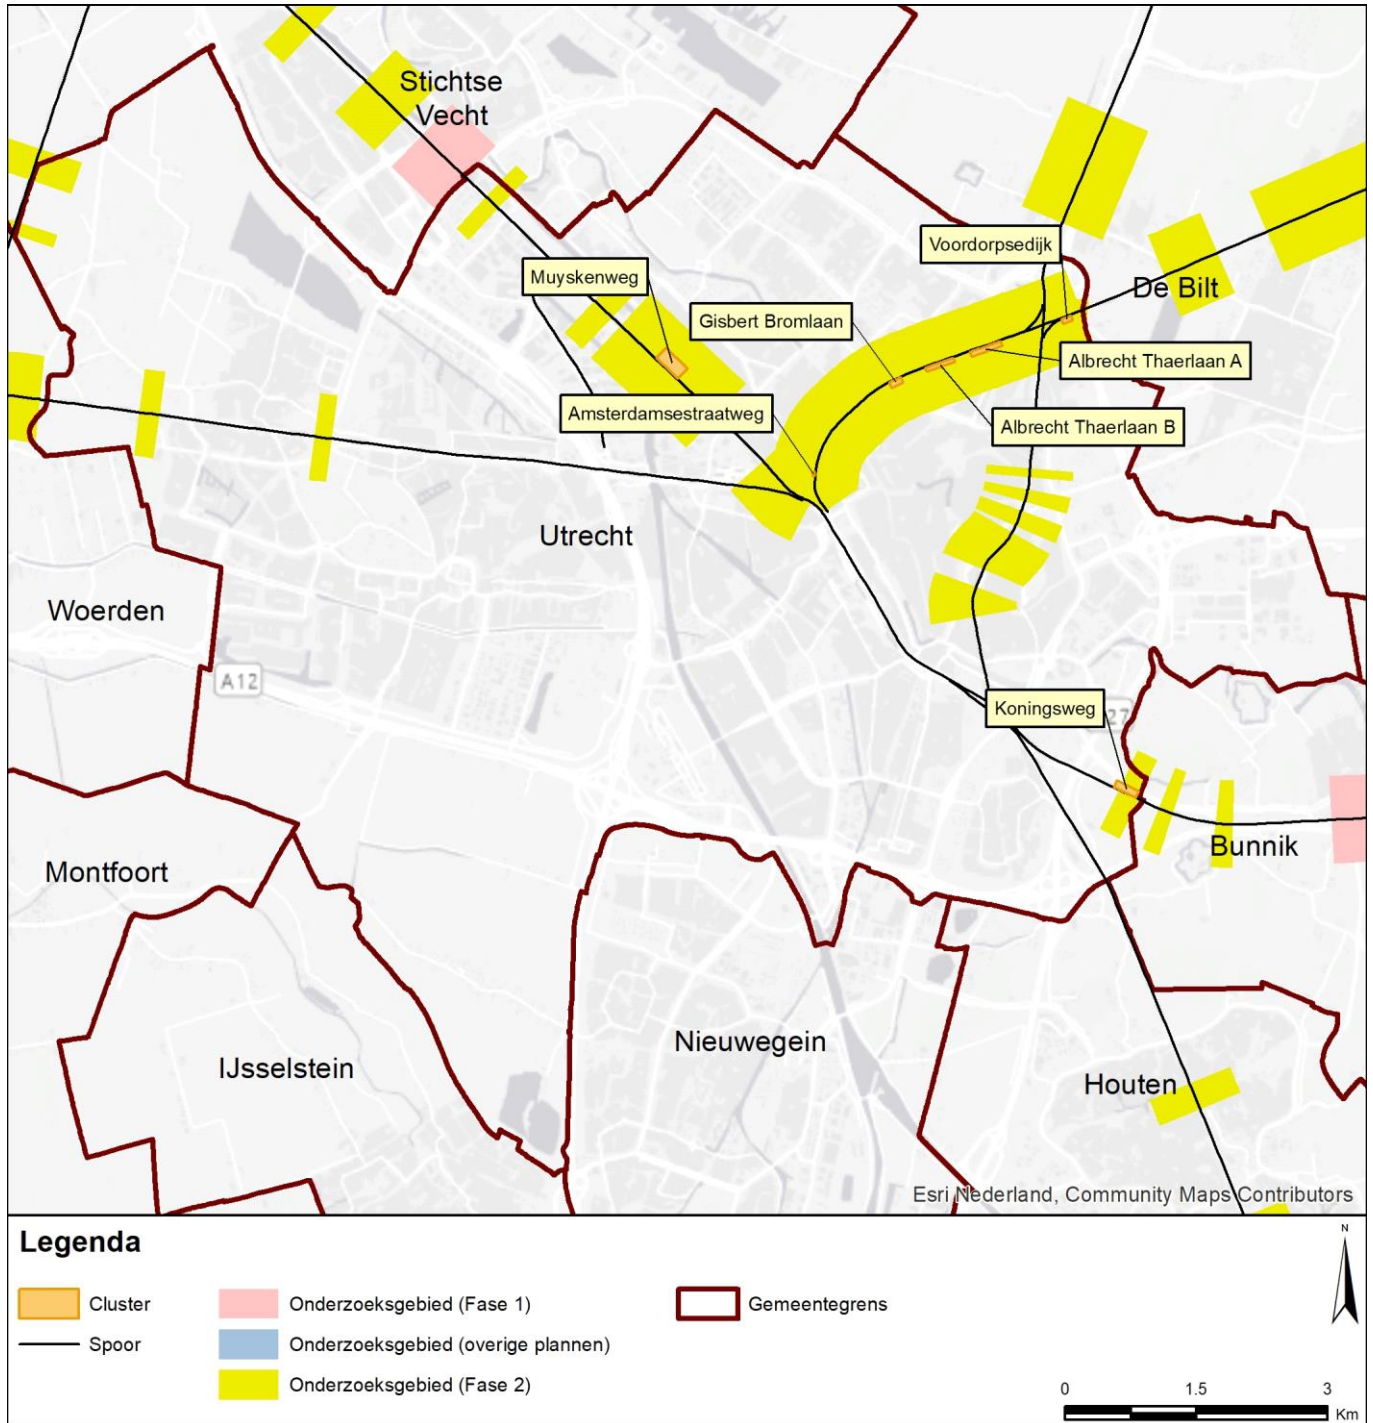 Stichtse
Vecht
Voordorpsedijk
Muyskenweg
De Bilt
Gisbert Bromlaan
Albrecht Thaerlaan A
Amsterdamsestraatweg
Albrecht Thaerlaan B
Utrecht
Woerden
A12
Koningsweg
27
Bunnik
Montfoort
Nieuwegein
IJsselstein
Houten
Esri Nederland, Community Maps Contributors
Legenda
N
Cluster
Onderzoeksgebied (Fase 1)
Gemeentegrens
Spoor
Onderzoeksgebied (overige plannen)
Onderzoeksgebied (Fase 2)
0 1.5 3
Km